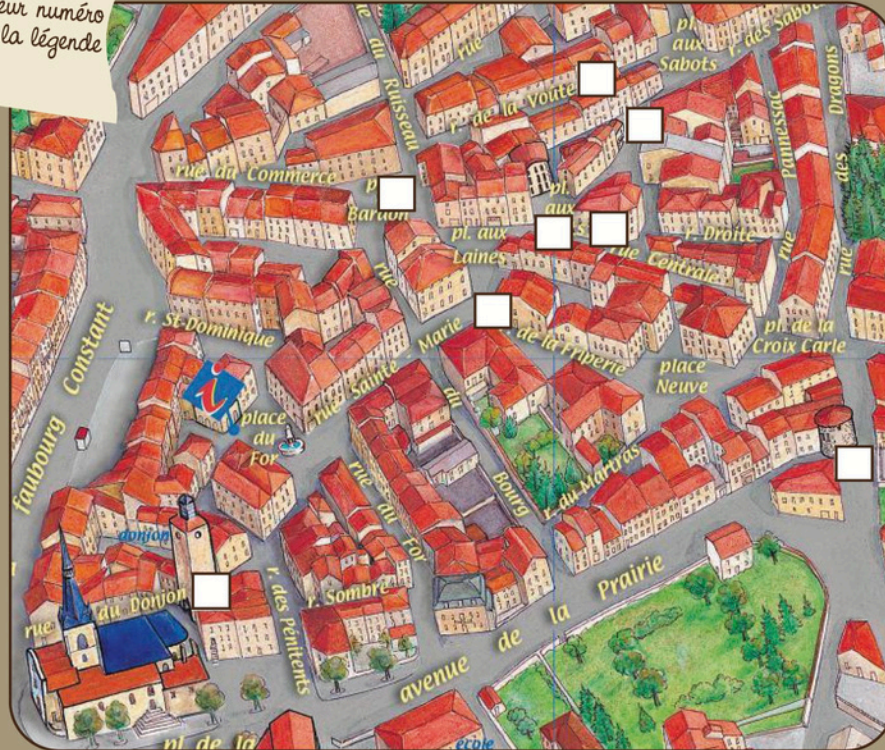 eur numéro
la légende
rue
du Ruisseau
pl.
aux
Sabots
r. des Sabots
r. de la Voute
rue Pannessac
rue des Dragons
rue du Commerce
Bardon
pl.
aux
pl. aux
Laines
r. Droite
rue Centrale
rue
r. St-Dominique
rue Sainte - Marie
de la Friperie
pl. de la
Croix Carle
place
Neuve
faubourg Constant
i
place
du
For
du Bourg
rue du For
r. du Martras
donjon
rue du Donjon
r. des Pénitents
r. Sombre
avenue de la Prairie
pl. de la
école